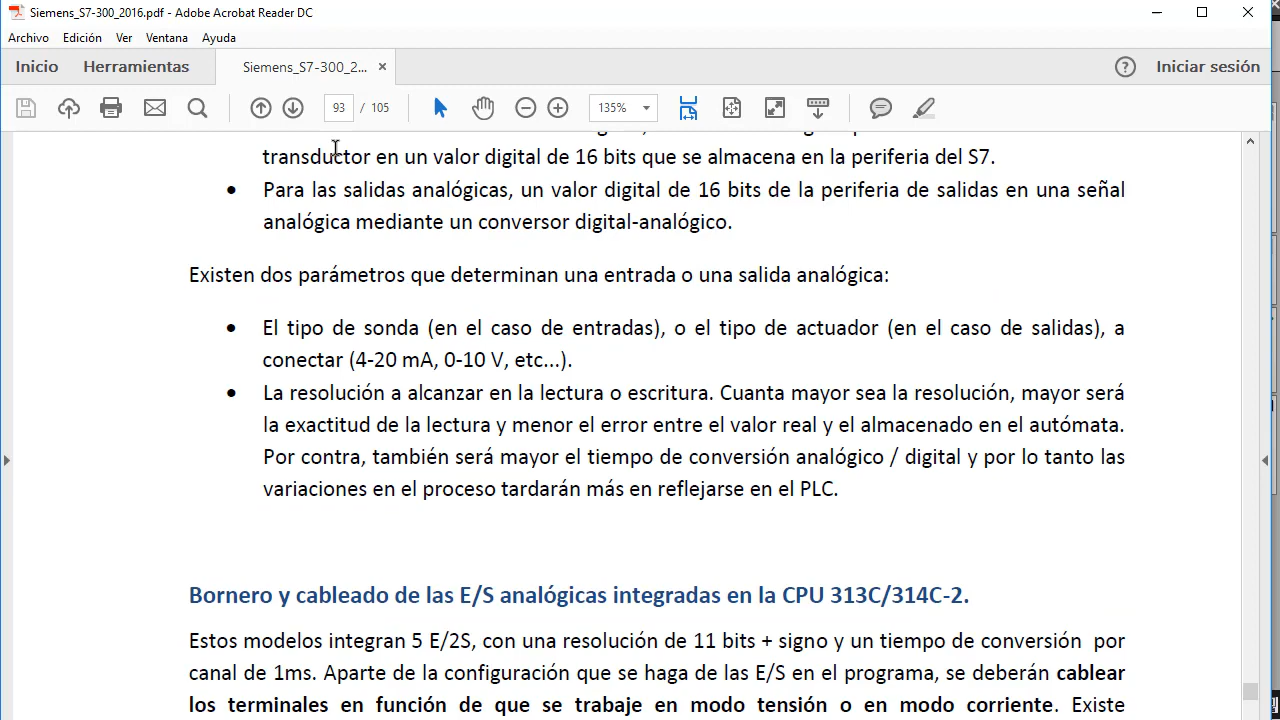 Siemens_S7-300_2016.pdf - Adobe Acrobat Reader DC
Archivo Edición Ver Ventana Ayuda
Inicio Herramientas Siemens_S7-300_2... × Iniciar sesión
93 / 105 135%
transductor en un valor digital de 16 bits que se almacena en la periferia del S7.
• Para las salidas analógicas, un valor digital de 16 bits de la periferia de salidas en una señal
analógica mediante un conversor digital-analógico.
Existen dos parámetros que determinan una entrada o una salida analógica:
• El tipo de sonda (en el caso de entradas), o el tipo de actuador (en el caso de salidas), a
conectar (4-20 mA, 0-10 V, etc...).
• La resolución a alcanzar en la lectura o escritura. Cuanta mayor sea la resolución, mayor será
la exactitud de la lectura y menor el error entre el valor real y el almacenado en el autómata.
Por contra, también será mayor el tiempo de conversión analógico / digital y por lo tanto las
variaciones en el proceso tardarán más en reflejarse en el PLC.
Bornero y cableado de las E/S analógicas integradas en la CPU 313C/314C-2.
Estos modelos integran 5 E/2S, con una resolución de 11 bits + signo y un tiempo de conversión por
canal de 1ms. Aparte de la configuración que se haga de las E/S en el programa, se deberán cablear
los terminales en función de que se trabaje en modo tensión o en modo corriente. Existe